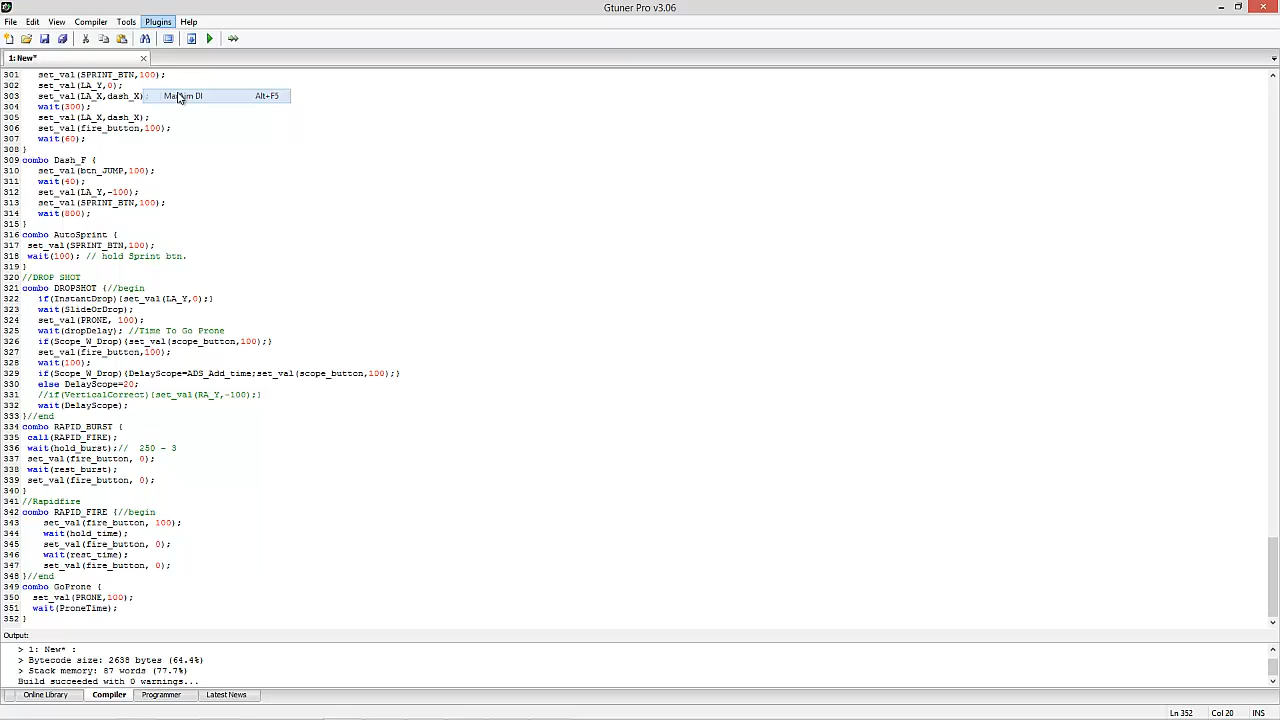 Gtuner Pro v3.06
File Edit View Compiler Tools Plugins Help
1: New*
301 set_val(SPRINT_BTN,100);
302 set_val(LA_Y,0);
303 set_val(LA_X,dash_X)
DI Alt+F5
304 wait(300);
305 set_val(LA_X,dash_X);
306 set_val(fire_button,100);
307 wait(60);
308 }
309 combo Dash_F {
310 set_val(btn_JUMP,100);
311 wait(40);
312 set_val(LA_Y,-100);
313 set_val(SPRINT_BTN,100);
314 wait(800);
315 }
316 combo AutoSprint {
317 set_val(SPRINT_BTN,100);
318 wait(100); // hold Sprint btn.
319 }
320 //DROP SHOT
321 combo DROPSHOT {//begin
322 if(InstantDrop){set_val(LA_Y,0);}
323 wait(SlideOrDrop);
324 set_val(PRONE, 100);
325 wait(dropDelay); //Time To Go Prone
326 if(Scope_W_Drop){set_val(scope_button,100);}
327 set_val(fire_button,100);
328 wait(100);
329 if(Scope_W_Drop){DelayScope=ADS_Add_time;set_val(scope_button,100);}
330 else DelayScope=20;
331 //if(VerticalCorrect){set_val(RA_Y,-100);}
332 wait(DelayScope);
333 }//end
334 combo RAPID_BURST {
335 call(RAPID_FIRE);
336 wait(hold_burst);// 250 - 3
337 set_val(fire_button, 0);
338 wait(rest_burst);
339 set_val(fire_button, 0);
340 }
341 //Rapidfire
342 combo RAPID_FIRE {//begin
343 set_val(fire_button, 100);
344 wait(hold_time);
345 set_val(fire_button, 0);
346 wait(rest_time);
347 set_val(fire_button, 0);
348 }//end
349 combo GoProne {
350 set_val(PRONE,100);
351 wait(ProneTime);
352 }
Output:
> 1: New* :
> Bytecode size: 2638 bytes (64.4%)
> Stack memory: 87 words (77.7%)
Build succeeded with 0 warnings...
Online Library Compiler Programmer Latest News
Ln 352 Col 20 INS